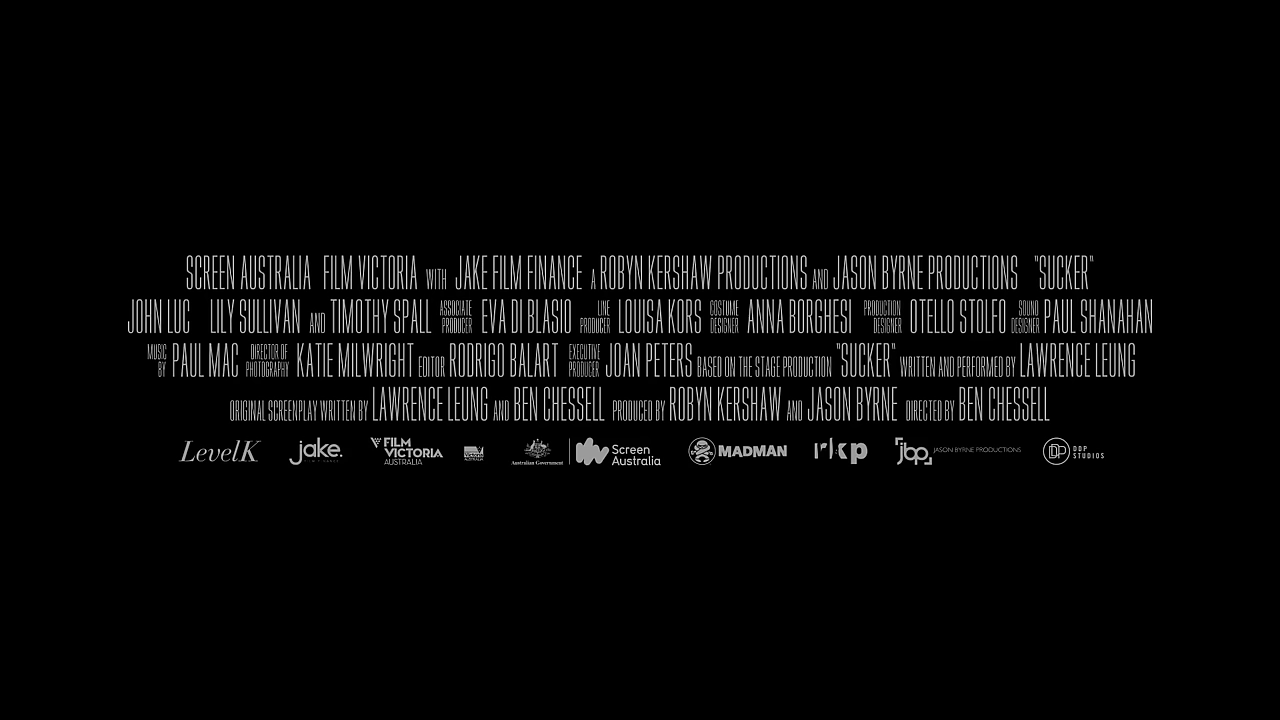 SCREEN AUSTRALIA FILM VICTORIA WITH JAKE FILM FINANCE A ROBYN KERSHAW PRODUCTIONS AND JASON BYRNE PRODUCTIONS "SUCKER"
JOHN LUC LILY SULLIVAN AND TIMOTHY SPALL ASSOCIATE PRODUCER EVA DI BLASIO LINE PRODUCER LOUISA KORS COSTUME DESIGNER ANNA BORGHESI PRODUCTION DESIGNER OTELLO STOLFO SOUND DESIGNER PAUL SHANAHAN
MUSIC BY PAUL MAC DIRECTOR OF PHOTOGRAPHY KATIE MILWRIGHT EDITOR RODRIGO BALART EXECUTIVE PRODUCER JOAN PETERS BASED ON THE STAGE PRODUCTION "SUCKER" WRITTEN AND PERFORMED BY LAWRENCE LEUNG
ORIGINAL SCREENPLAY WRITTEN BY LAWRENCE LEUNG AND BEN CHESSELL PRODUCED BY ROBYN KERSHAW AND JASON BYRNE DIRECTED BY BEN CHESSELL
LevelK jake. FILM VICTORIA AUSTRALIA Australian Government Screen Australia MADMAN rkp jbp JASON BYRNE PRODUCTIONS DDP STUDIOS